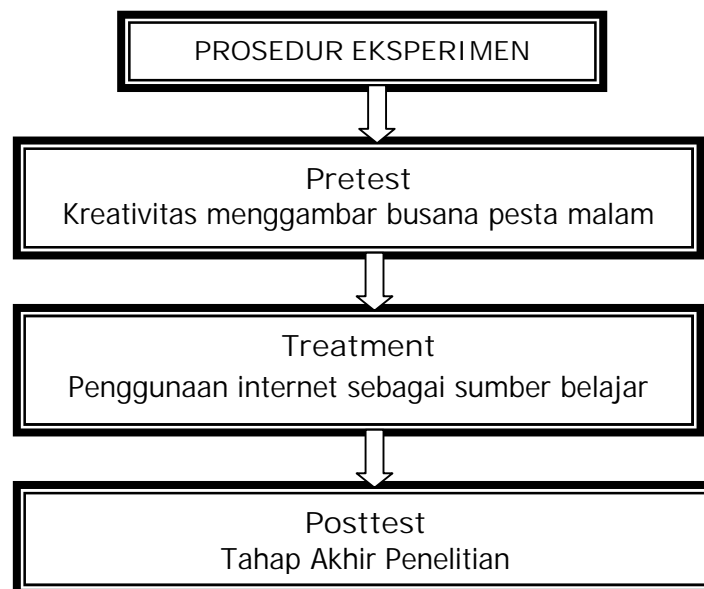 PROSEDUR EKSPERIMEN
Pretest
Kreativitas menggambar busana pesta malam
Treatment
Penggunaan internet sebagai sumber belajar
Posttest
Tahap Akhir Penelitian